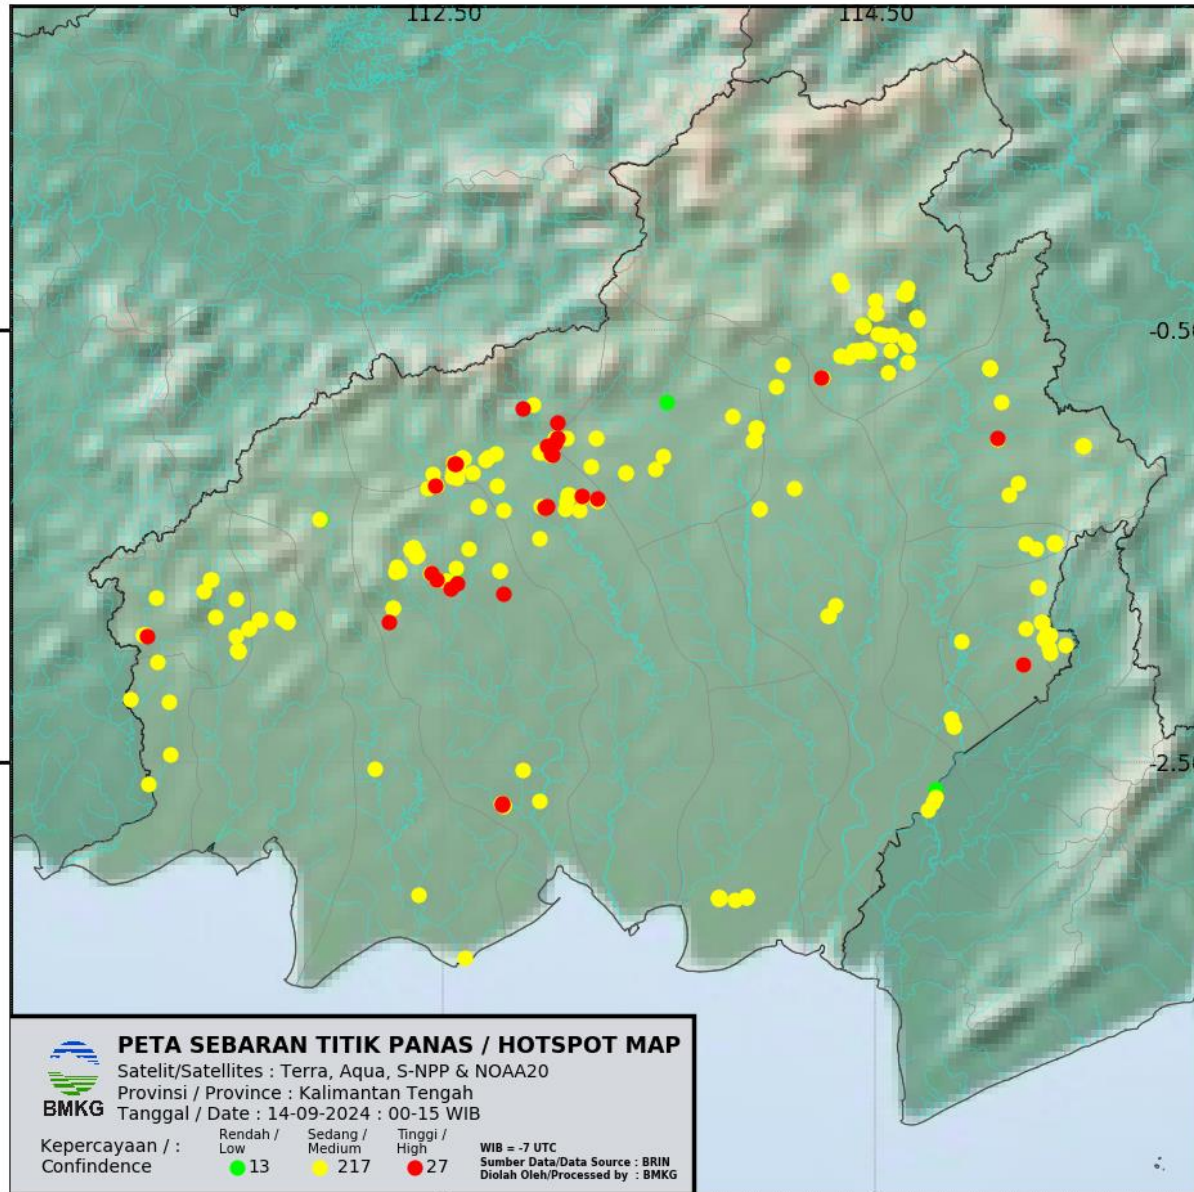 112.50 114.50
-0.50
-2.50
PETA SEBARAN TITIK PANAS / HOTSPOT MAP
Satelit/Satellites : Terra, Aqua, S-NPP & NOAA20
Provinsi / Province : Kalimantan Tengah
Tanggal / Date : 14-09-2024 : 00-15 WIB
BMKG
Kepercayaan / :
Confindence
Rendah /
Low
13
Sedang /
Medium
217
Tinggi /
High
27
WIB = -7 UTC
Sumber Data/Data Source : BRIN
Diolah Oleh/Processed by : BMKG